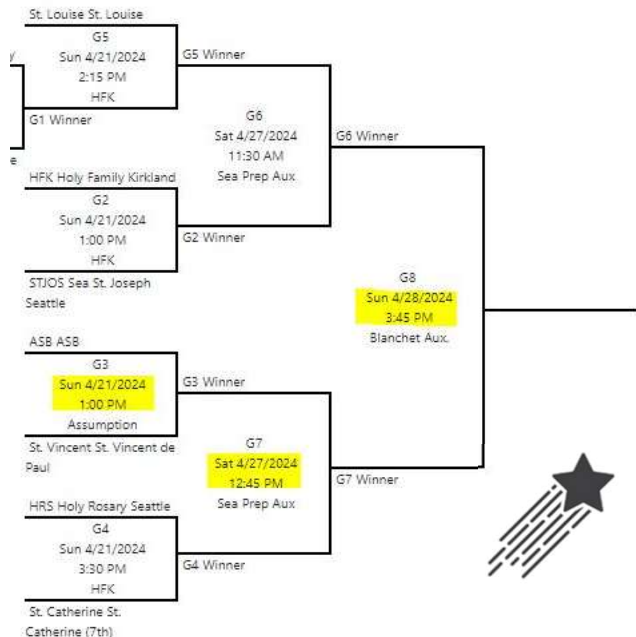 St. Louise St. Louise
G5
Sun 4/21/2024
2:15 PM
HFK
G5 Winner
G1 Winner
G6
Sat 4/27/2024
11:30 AM
Sea Prep Aux
G6 Winner
HFK Holy Family Kirkland
G2
Sun 4/21/2024
1:00 PM
HFK
G2 Winner
STJOS Sea St. Joseph
Seattle
G8
Sun 4/28/2024
3:45 PM
Blanchet Aux.
ASB ASB
G3
Sun 4/21/2024
1:00 PM
Assumption
G3 Winner
St. Vincent St. Vincent de
Paul
G7
Sat 4/27/2024
12:45 PM
Sea Prep Aux
G7 Winner
HRS Holy Rosary Seattle
G4
Sun 4/21/2024
3:30 PM
HFK
G4 Winner
St. Catherine St.
Catherine (7th)